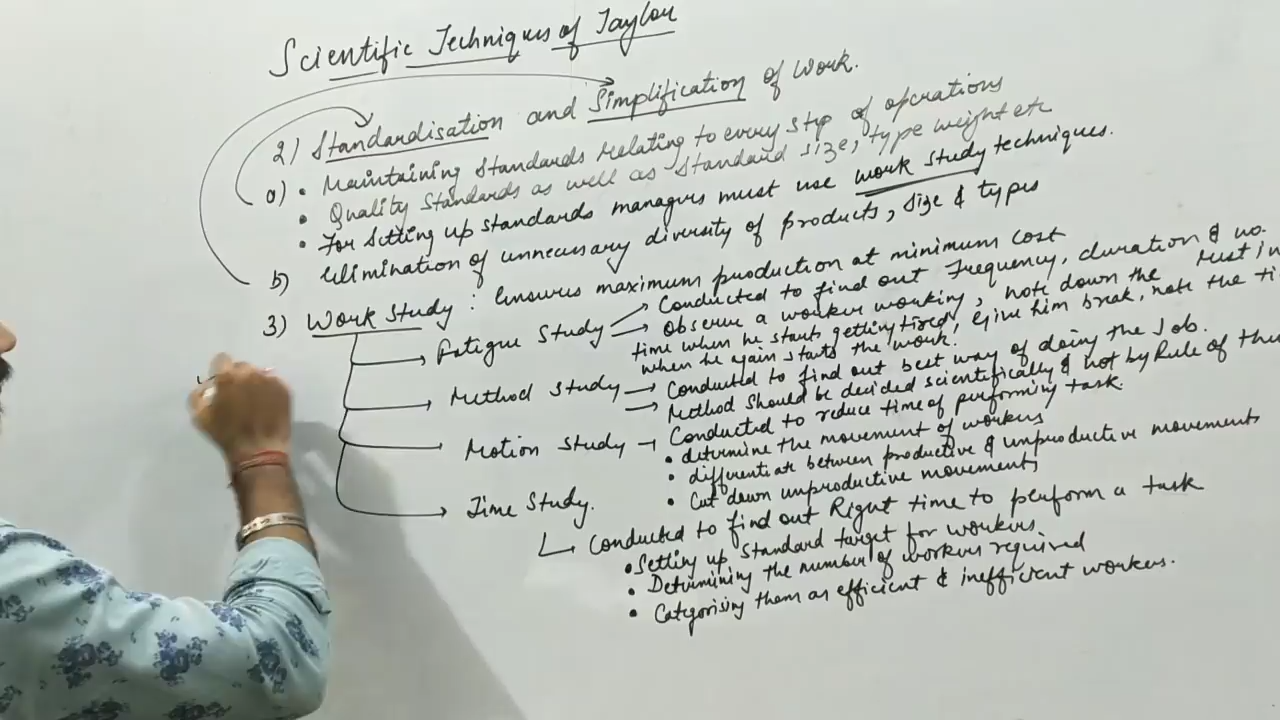 Scientific Techniques of Taylor
2) Standardisation and Simplification of work.
a) • Maintaining standards relating to every step of operations
• Quality standards as well as standard size, type weight etc
• For setting up standards managers must use work study techniques.
b) Elimination of unnecessary diversity of products, size & types
3) Work Study : Ensures maximum production at minimum cost
Fatigue Study → Conducted to find out Frequency, duration & no.
→ Observe a worker working, note down the rest in
time when he starts getting tired, give him break, note the ti
when he again starts the work.
Method Study → Conducted to find out best way of doing the Job.
→ Method should be decided scientifically & not by Rule of thu
Motion Study → Conducted to reduce time of performing task.
• determine the movement of workers
• differentiate between productive & unproductive movements
• Cut down unproductive movements
Time Study.
Conducted to find out Right time to perform a task
• Setting up standard target for workers.
• Determining the number of workers required
• Categorising them as efficient & inefficient workers.